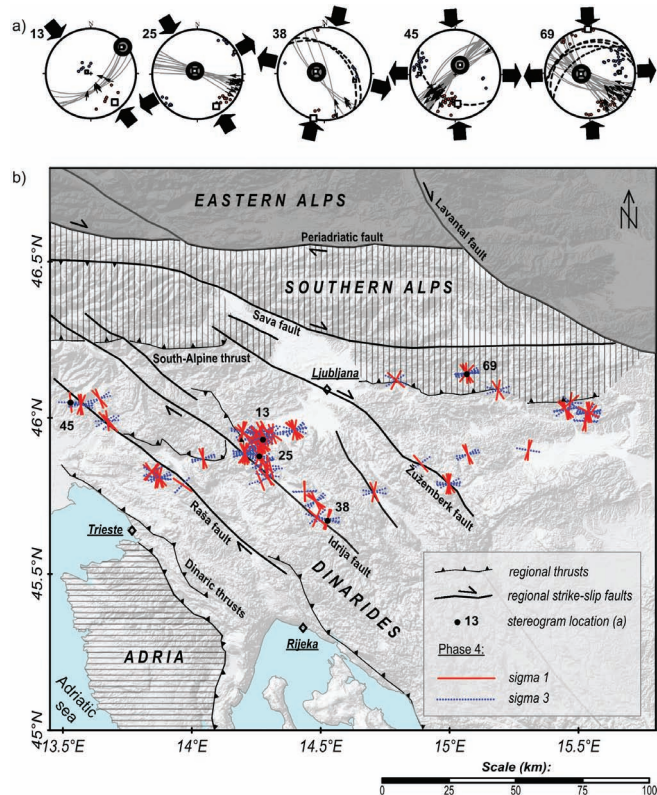 a)
13
25
38
45
69
N
N
N
N
N
b)
EASTERN ALPS
Lavantal fault
N
Periadriatic fault
46.5°N
SOUTHERN ALPS
Sava fault
South-Alpine thrust
Ljubljana
69
46°N
45
13
25
Žužemberk fault
38
Raša fault
Idrija fault
45.5°N
Trieste
Dinaric thrusts
DINARIDES
ADRIA
Rijeka
Adriatic
sea
regional thrusts
regional strike-slip faults
13 stereogram location (a)
Phase 4:
sigma 1
sigma 3
45°N
13.5°E
14°E
14.5°E
15°E
15.5°E
Scale (km):
0 25 50 75 100